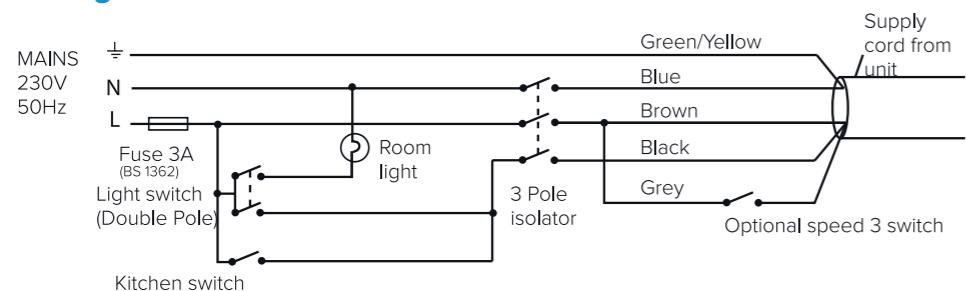 Supply
cord from
unit
Green/Yellow
MAINS
230V
50Hz
N
Blue
L
Brown
Fuse 3A
(BS 1362)
Room
light
Black
Light switch
(Double Pole)
3 Pole
isolator
Grey
Optional speed 3 switch
Kitchen switch